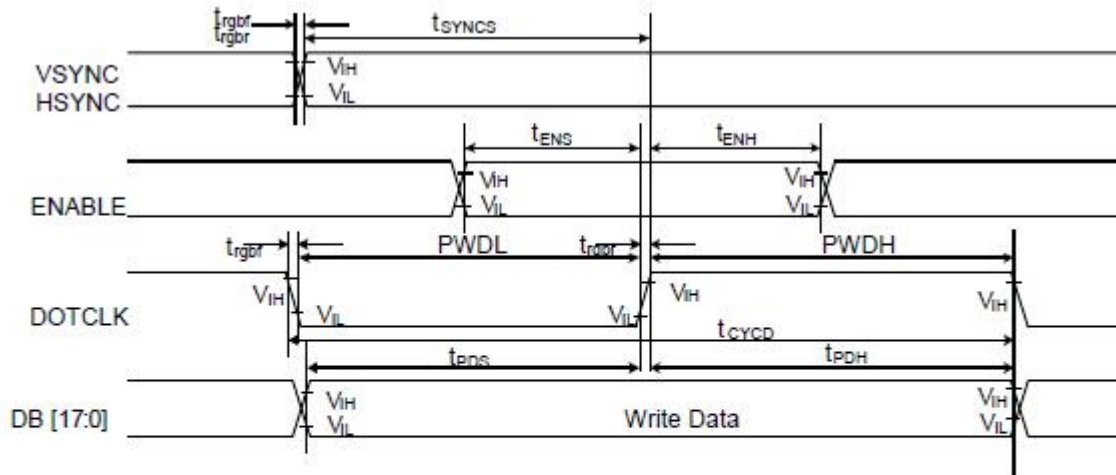 trgbf
trgbr
tSYNCS
VSYNC
HSYNC
VIH
VIL
tENS
tENH
ENABLE
VIH
VIL
VIH
VIL
trgbf
PWDL
trgbr
PWDH
DOTCLK
VIH
VIL
VIL
VIH
VIH
tCYCD
tPDS
tPDH
DB [17:0]
VIH
VIL
Write Data
VIH
VIL